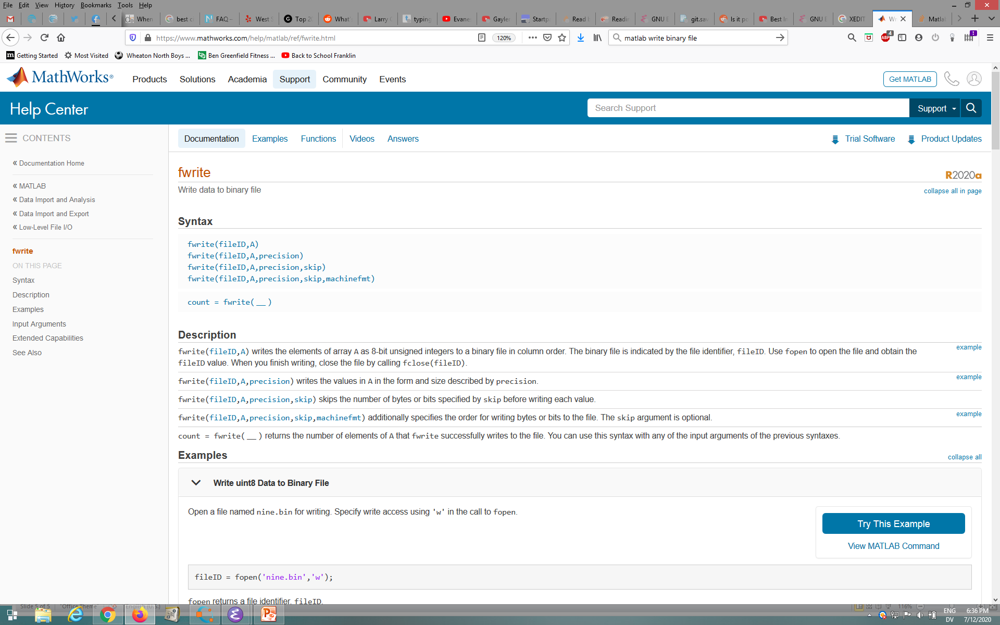 File Edit View History Bookmarks Tools Help
When best c FAQ - West S Top 2 What's Larry typing Evane Gayler Startp Read Readir GNU E git.sav Is it p Best In GNU E XEDIT Matla
https://www.mathworks.com/help/matlab/ref/fwrite.html 120% matlab write binary file ABP 4
Getting Started Most Visited Wheaton North Boys ... Ben Greenfield Fitness ... Back to School Franklin
MathWorks® Products Solutions Academia Support Community Events Get MATLAB
Help Center Search Support Support
CONTENTS
« Documentation Home
« MATLAB
« Data Import and Analysis
« Data Import and Export
« Low-Level File I/O
fwrite
ON THIS PAGE
Syntax
Description
Examples
Input Arguments
Extended Capabilities
See Also
Documentation Examples Functions Videos Answers Trial Software Product Updates
fwrite R2020a
Write data to binary file collapse all in page
Syntax
fwrite(fileID,A)
fwrite(fileID,A,precision)
fwrite(fileID,A,precision,skip)
fwrite(fileID,A,precision,skip,machinefmt)
count = fwrite( __ )
Description
fwrite(fileID,A) writes the elements of array A as 8-bit unsigned integers to a binary file in column order. The binary file is indicated by the file identifier, fileID. Use fopen to open the file and obtain the example
fileID value. When you finish writing, close the file by calling fclose(fileID).
fwrite(fileID,A,precision) writes the values in A in the form and size described by precision. example
fwrite(fileID,A,precision,skip) skips the number of bytes or bits specified by skip before writing each value.
fwrite(fileID,A,precision,skip,machinefmt) additionally specifies the order for writing bytes or bits to the file. The skip argument is optional. example
count = fwrite( __ ) returns the number of elements of A that fwrite successfully writes to the file. You can use this syntax with any of the input arguments of the previous syntaxes.
Examples collapse all
Write uint8 Data to Binary File
Open a file named nine.bin for writing. Specify write access using 'w' in the call to fopen.
Try This Example
View MATLAB Command
fileID = fopen('nine.bin','w');
fopen returns a file identifier, fileID.
Slide 5 of 5 "Office Theme" English (U.S.) 116%
ENG 6:36 PM
DV 7/12/2020